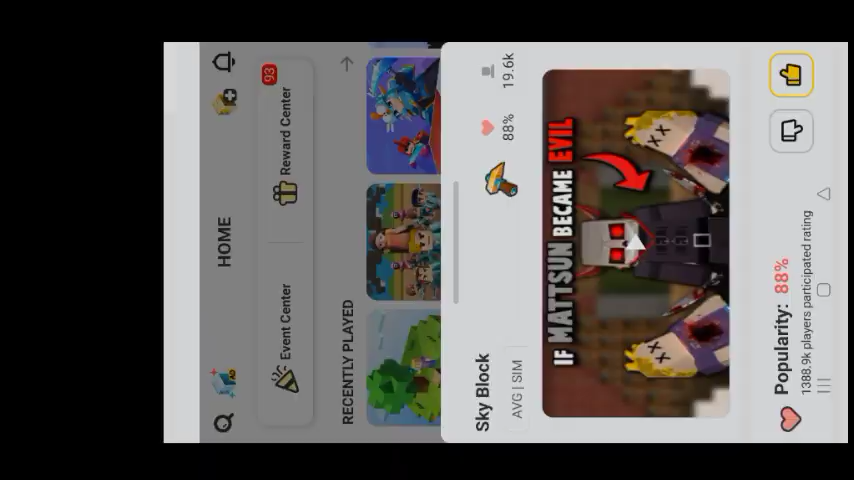 HOME
Event Center
Reward Center
93
RECENTLY PLAYED
Sky Block
88%
19.6k
AVG | SIM
IF MATTSUN BECAME EVIL
Popularity: 88%
1388.9k players participated rating